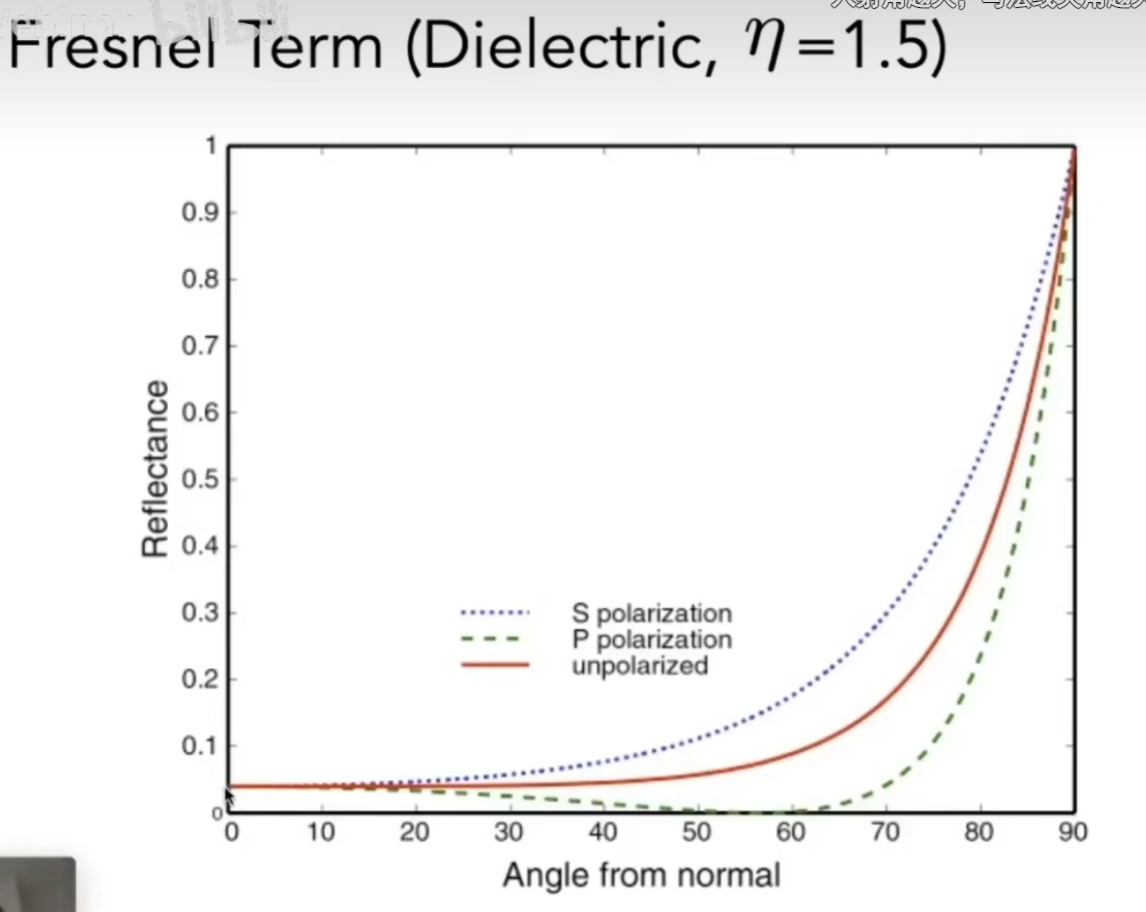 bilibili
Fresnel Term (Dielectric, η=1.5)
1
0.9
0.8
0.7
0.6
0.5
0.4
0.3
0.2
0.1
0
Reflectance
S polarization
P polarization
unpolarized
0 10 20 30 40 50 60 70 80 90
Angle from normal